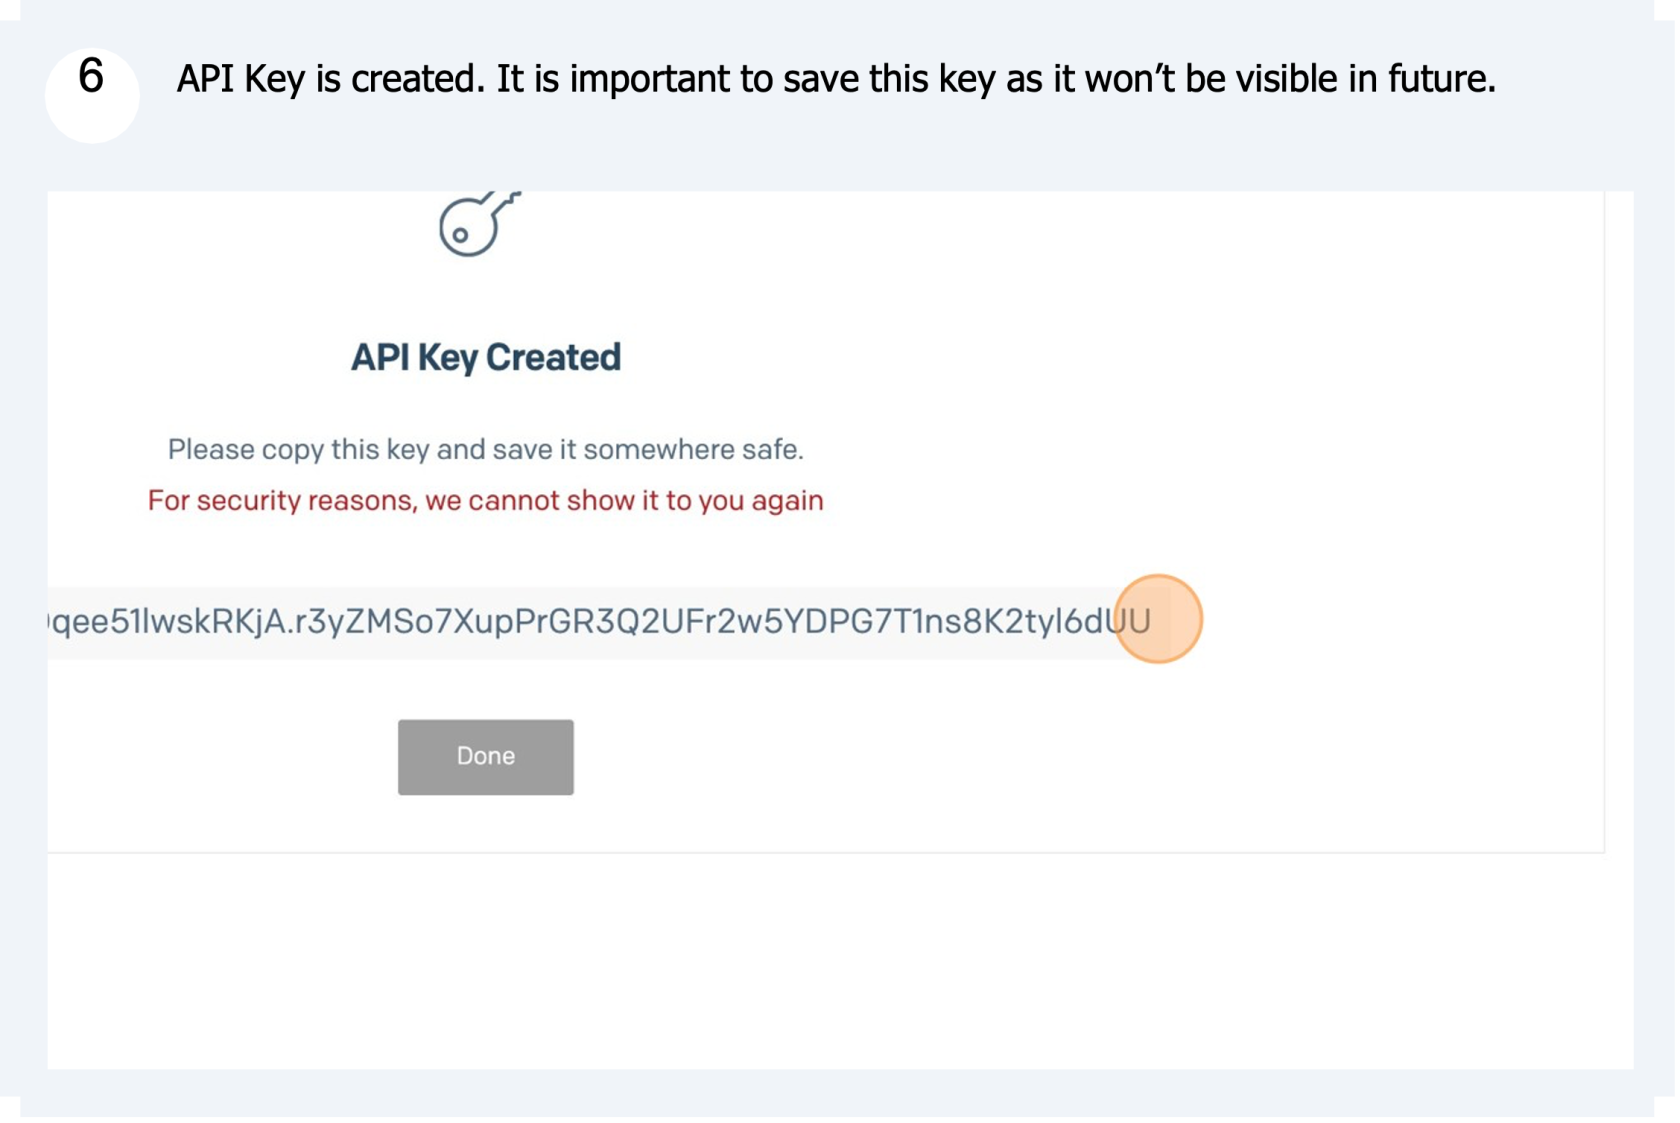 6
API Key is created. It is important to save this key as it won't be visible in future.
API Key Created
Please copy this key and save it somewhere safe.
For security reasons, we cannot show it to you again
qee51lwskRKjA.r3yZMSo7XupPrGR3Q2UFr2w5YDPG7T1ns8K2tyl6dUU
Done